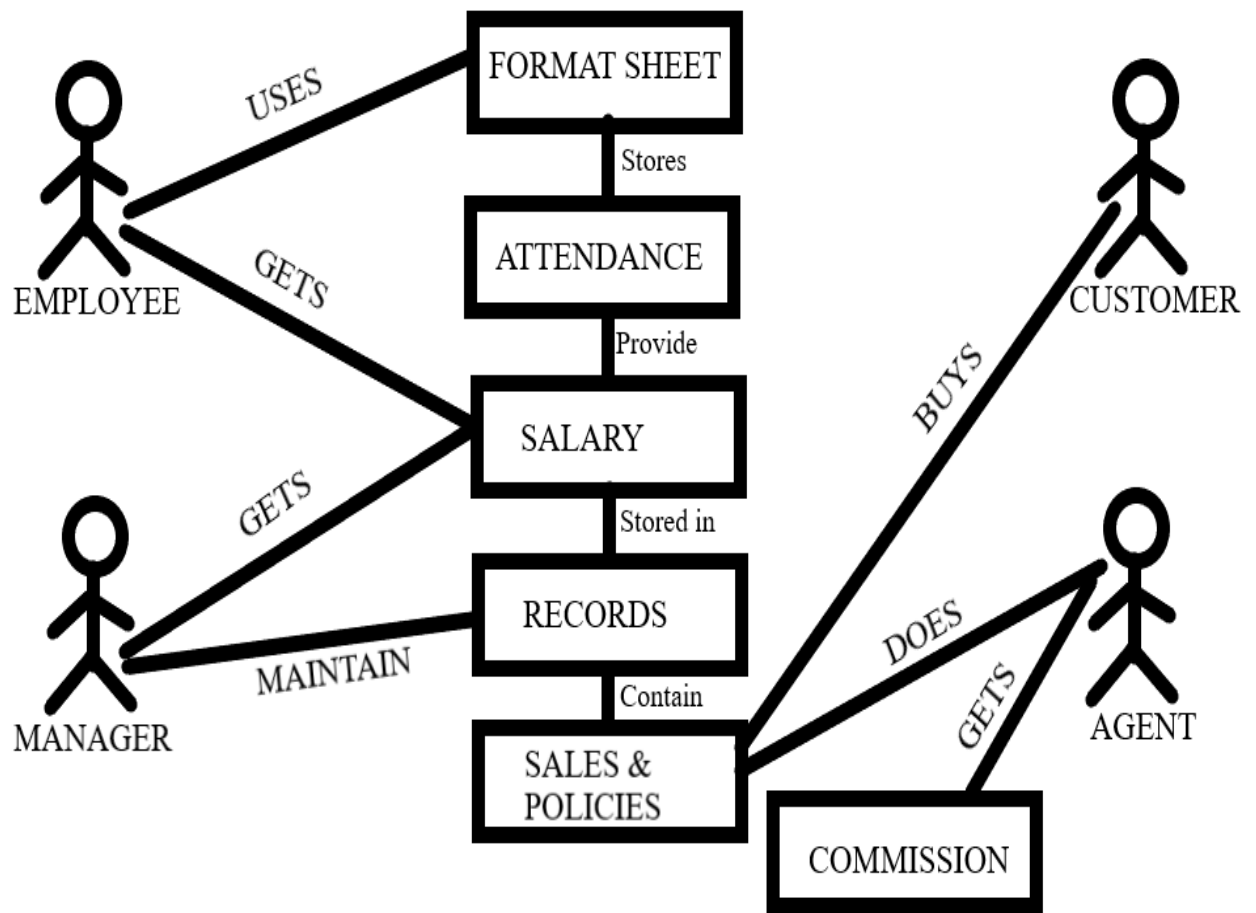 FORMAT SHEET
USES
Stores
ATTENDANCE
EMPLOYEE
GETS
CUSTOMER
Provide
BUYS
SALARY
GETS
Stored in
RECORDS
DOES
MAINTAIN
Contain
GETS
MANAGER
AGENT
SALES &
POLICIES
COMMISSION